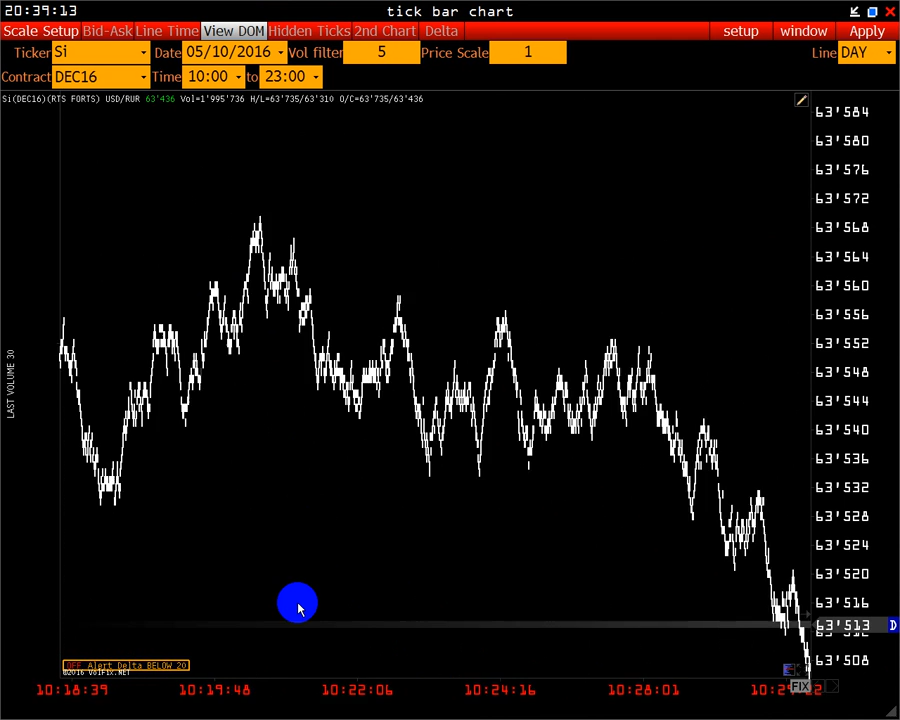 20:39:13 tick bar chart
Scale Setup Bid-Ask Line Time View DOM Hidden Ticks 2nd Chart Delta setup window Apply
Ticker Si Date 05/10/2016 Vol filter 5 Price Scale 1 Line DAY
Contract DEC16 Time 10:00 to 23:00
Si(DEC16)(RTS FORTS) USD/RUR 63'436 Vol=1'995'736 H/L=63'735/63'310 O/C=63'735/63'436
63'584
63'580
63'576
63'572
63'568
63'564
63'560
63'556
63'552
63'548
63'544
63'540
63'536
63'532
63'528
63'524
63'520
63'516
63'513 D
63'508
LAST VOLUME 30
OFF Alert Delta BELOW 20
©2016 VolFIX.NET
FIX
10:18:39 10:19:48 10:22:06 10:24:16 10:28:01